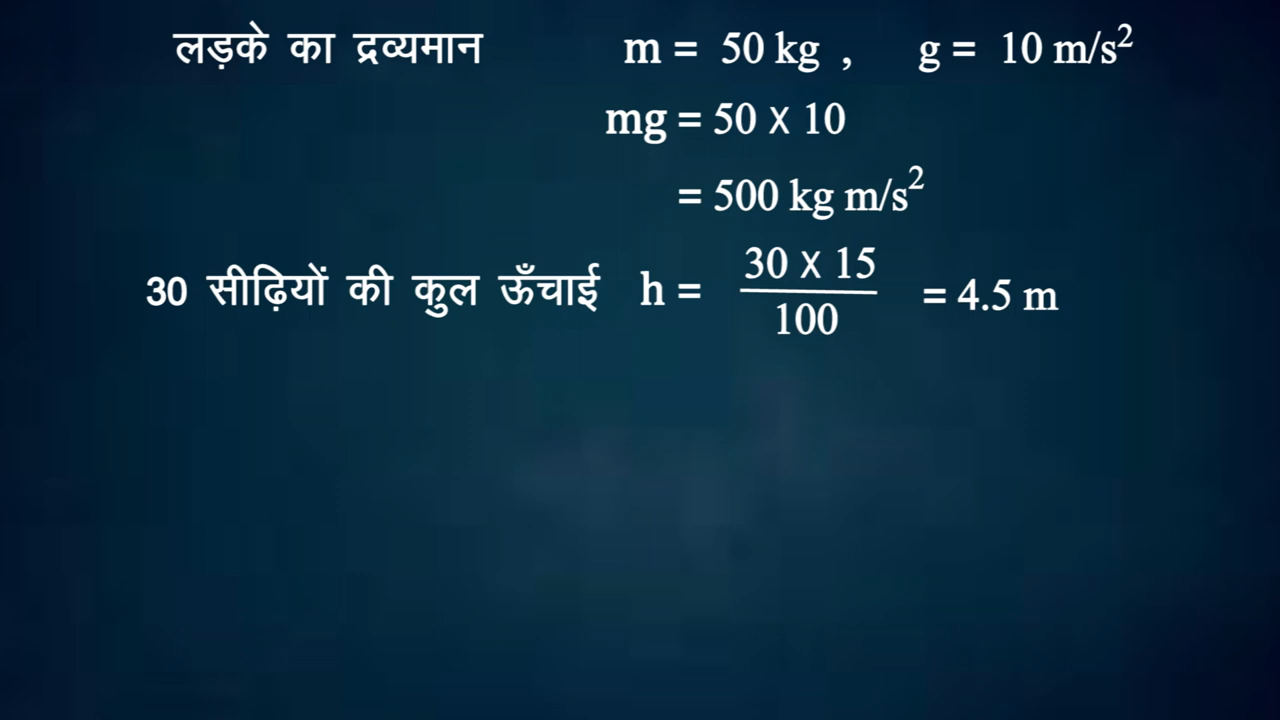 लड़के का द्रव्यमान m = 50 kg , g = 10 m/s²
mg = 50 X 10
= 500 kg m/s²
30 सीढ़ियों की कुल ऊँचाई h = 30 X 15 / 100 = 4.5 m